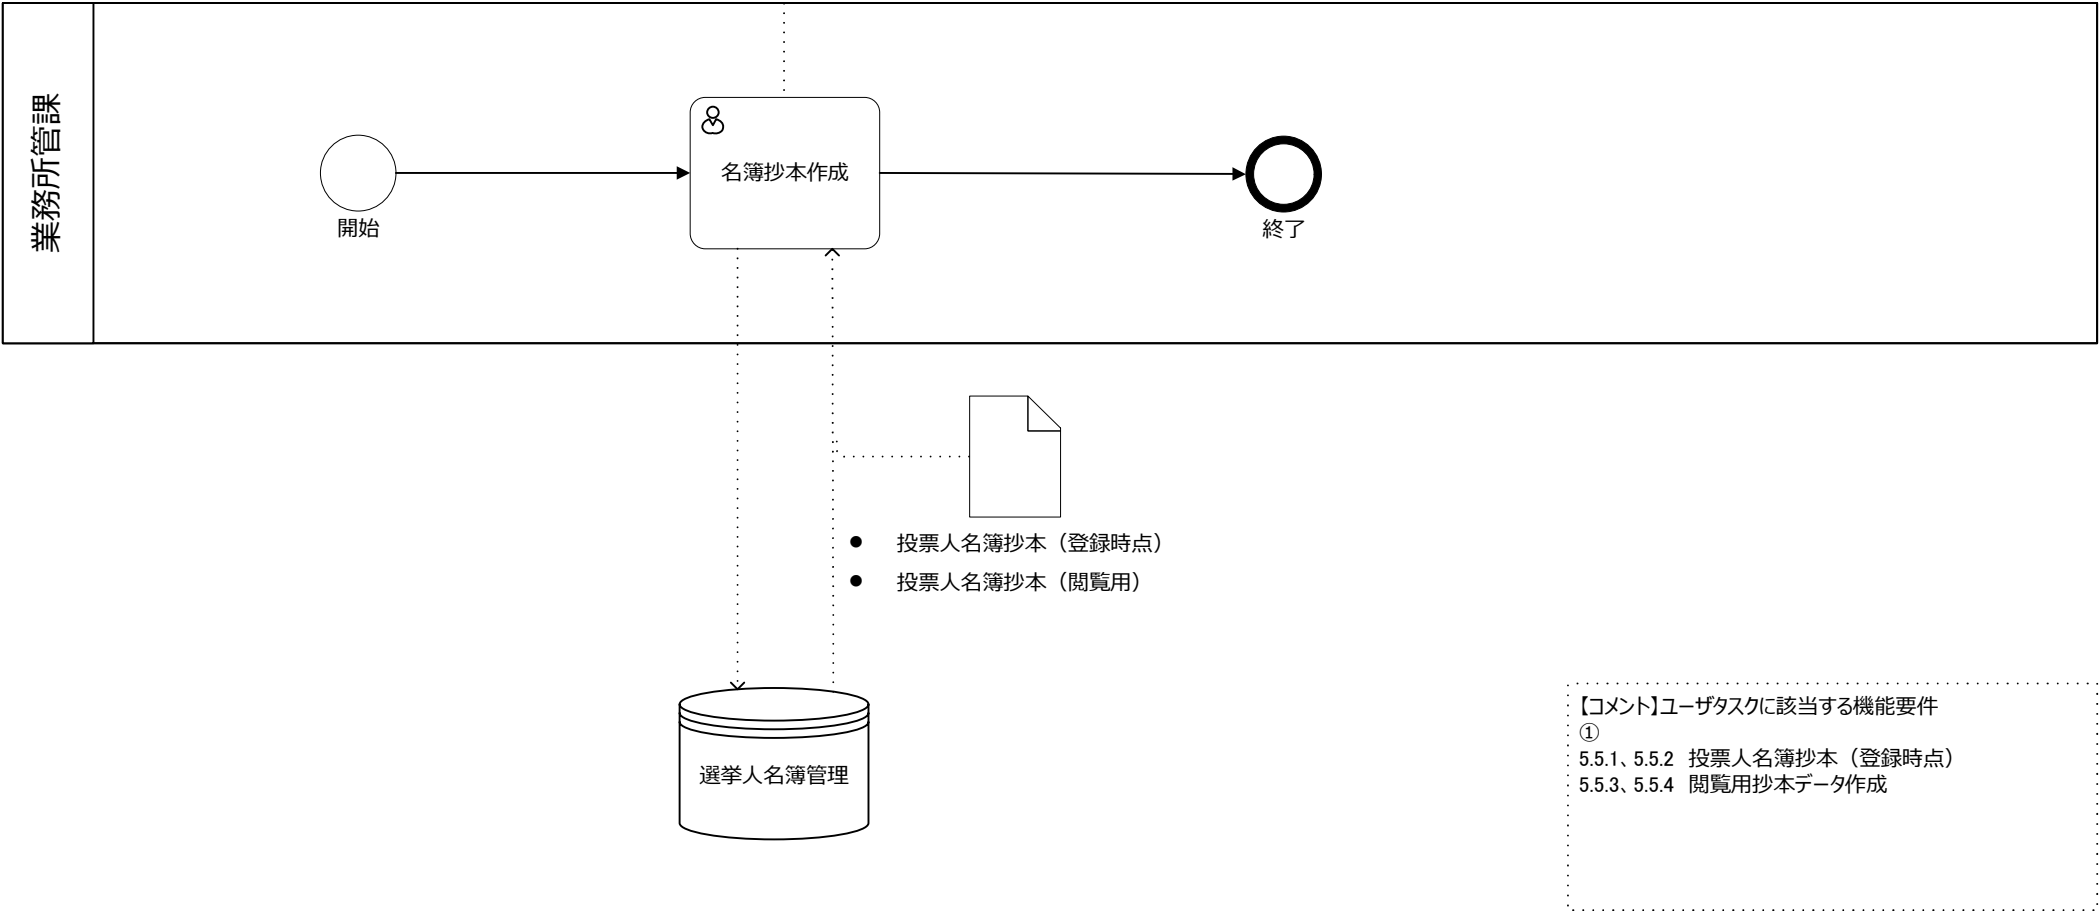 業務所管課
名簿抄本作成
開始
終了
● 投票人名簿抄本（登録時点）
● 投票人名簿抄本（閲覧用）
選挙人名簿管理
【コメント】ユーザタスクに該当する機能要件
①
5.5.1、5.5.2 投票人名簿抄本（登録時点）
5.5.3、5.5.4 閲覧用抄本データ作成